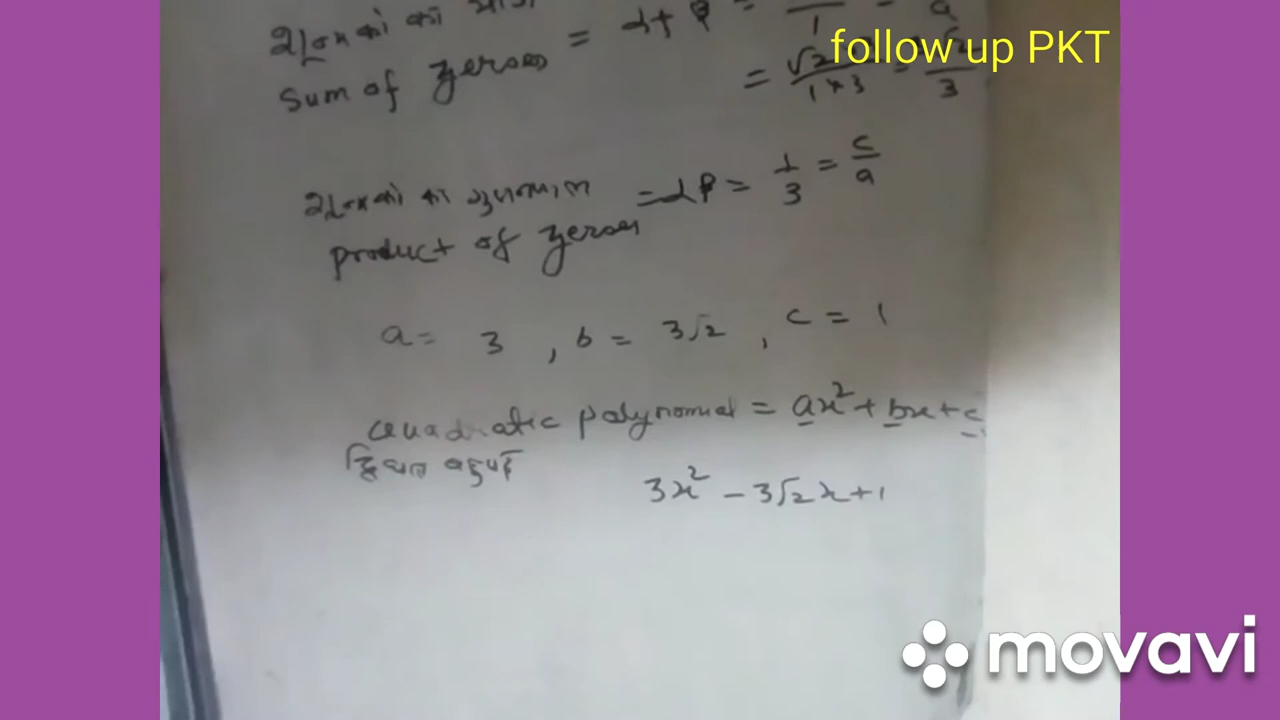 शून्यकों का
follow up PKT
Sum of zeroes = α+β = 1
= √2 / 1×3 = 3
शून्यकों का गुणनफल
product of zeroes = αβ = 1/3 = c/a
a= 3 , b = 3√2 , c = 1
Quadratic polynomial = ax² + bx + c
द्विघात बहुपद
3x² - 3√2x + 1
movavi